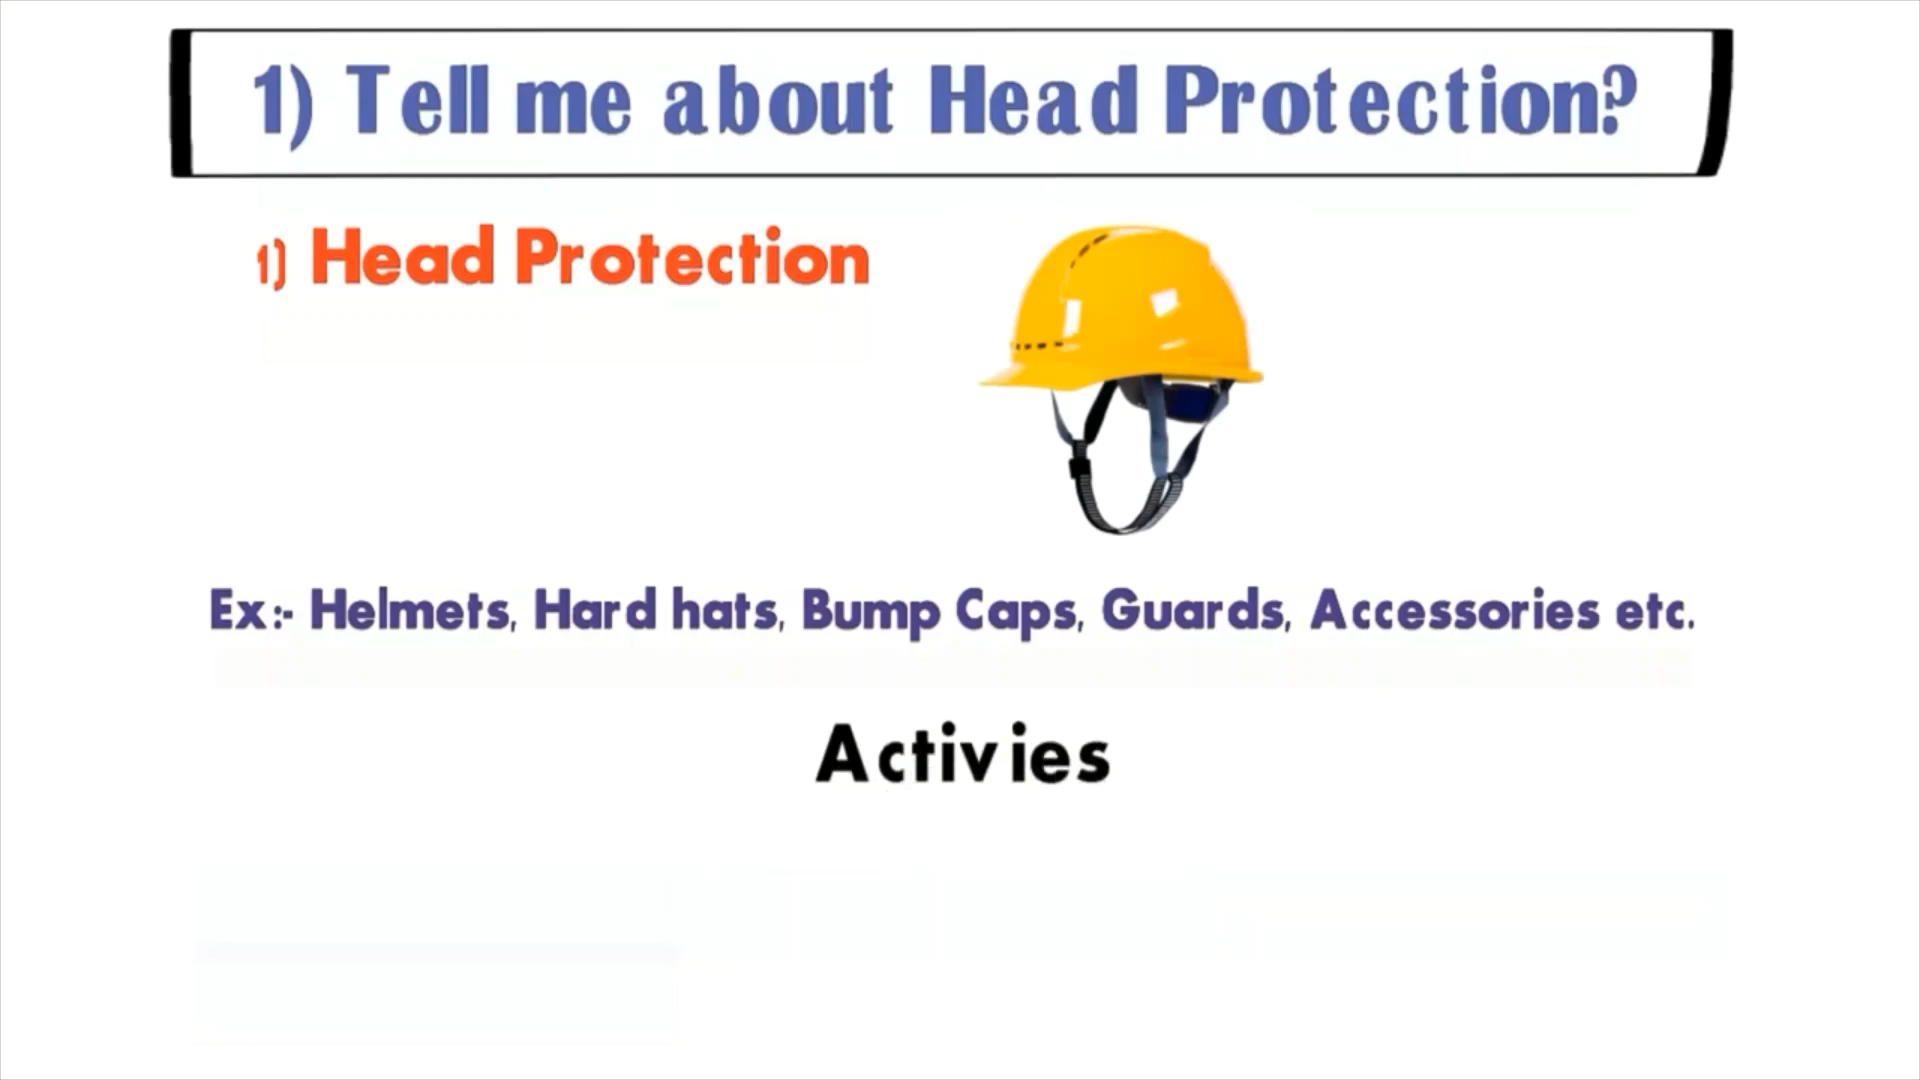 1) Tell me about Head Protection?
1) Head Protection
Ex:- Helmets, Hard hats, Bump Caps, Guards, Accessories etc.
Activies